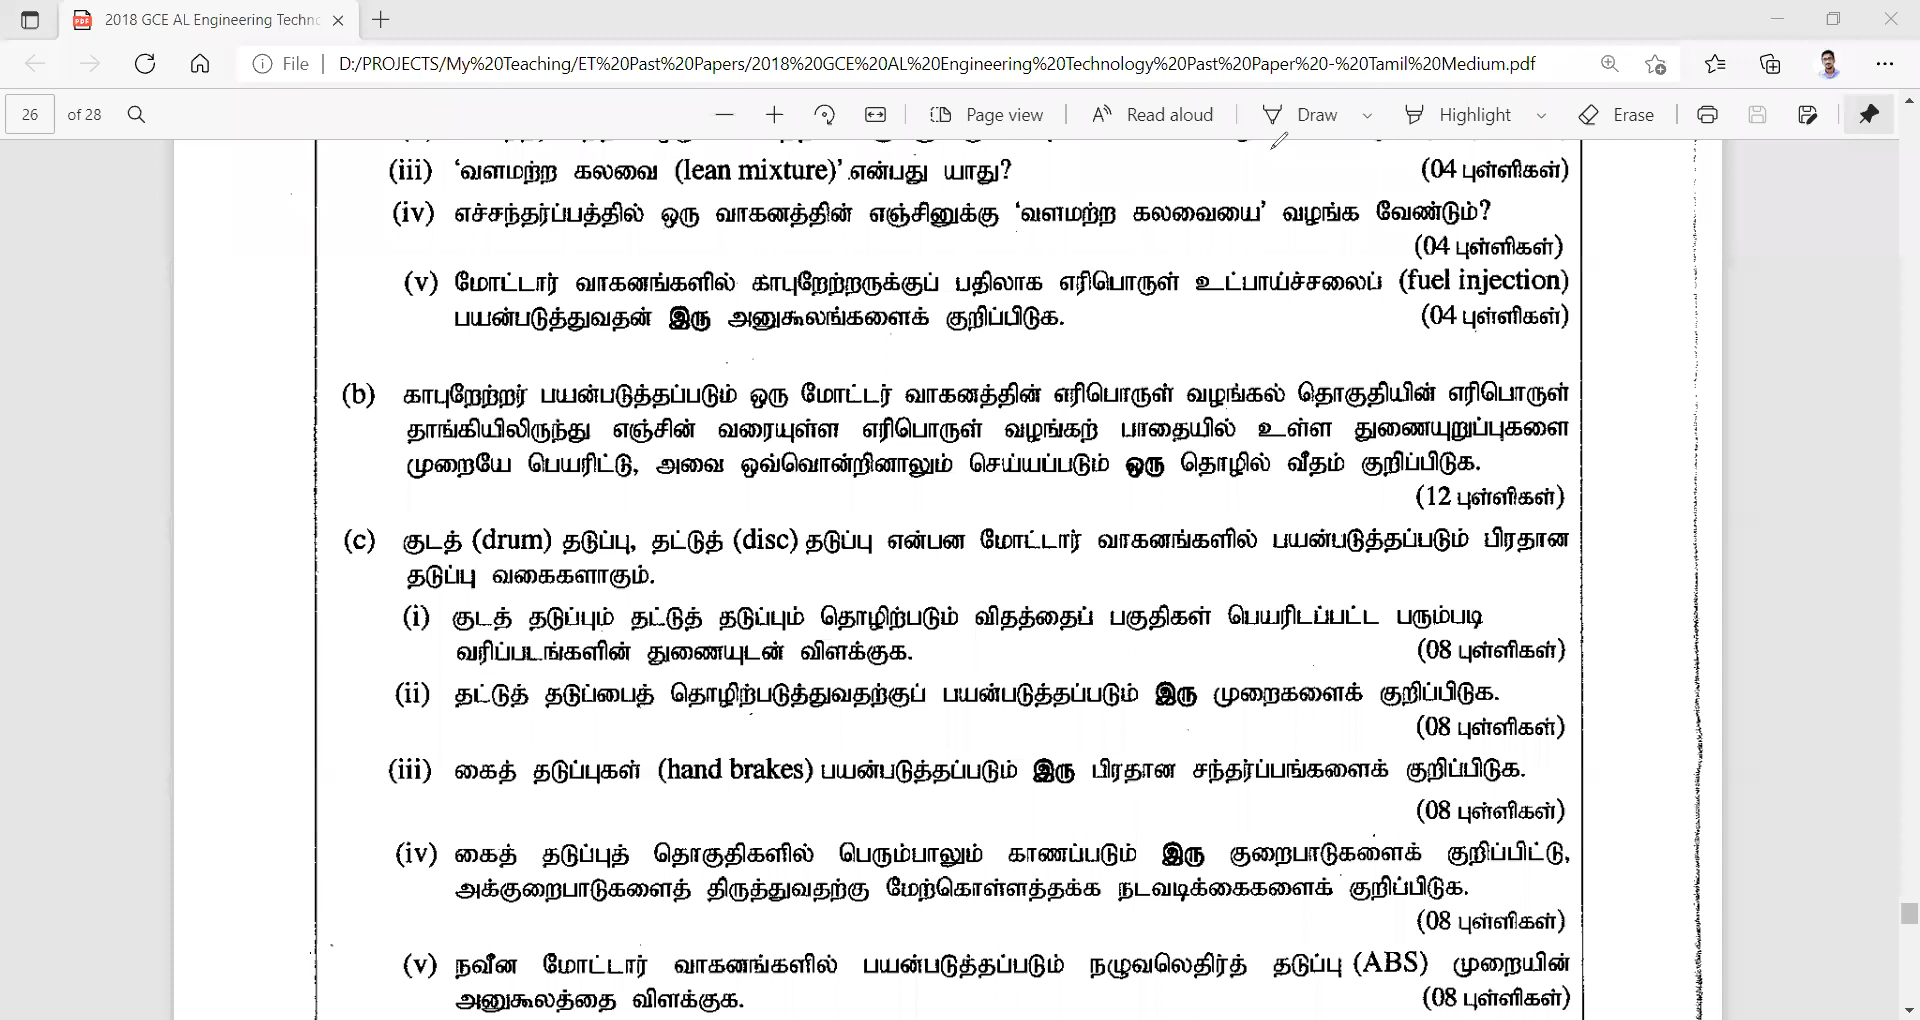 2018 GCE AL Engineering Techno
File D:/PROJECTS/My%20Teaching/ET%20Past%20Papers/2018%20GCE%20AL%20Engineering%20Technology%20Past%20Paper%20-%20Tamil%20Medium.pdf
26 of 28 Page view Read aloud Draw Highlight Erase
(iii) ‘வளமற்ற கலவை (lean mixture)’ என்பது யாது? (04 புள்ளிகள்)
(iv) எச்சந்தர்ப்பத்தில் ஒரு வாகனத்தின் எஞ்சினுக்கு ‘வளமற்ற கலவையை’ வழங்க வேண்டும்?
(04 புள்ளிகள்)
(v) மோட்டார் வாகனங்களில் காபுறேற்றருக்குப் பதிலாக எரிபொருள் உட்பாய்ச்சலைப் (fuel injection)
பயன்படுத்துவதன் இரு அனுகூலங்களைக் குறிப்பிடுக. (04 புள்ளிகள்)
(b) காபுறேற்றர் பயன்படுத்தப்படும் ஒரு மோட்டர் வாகனத்தின் எரிபொருள் வழங்கல் தொகுதியின் எரிபொருள்
தாங்கியிலிருந்து எஞ்சின் வரையுள்ள எரிபொருள் வழங்கற் பாதையில் உள்ள துணையுறுப்புகளை
முறையே பெயரிட்டு, அவை ஒவ்வொன்றினாலும் செய்யப்படும் ஒரு தொழில் வீதம் குறிப்பிடுக.
(12 புள்ளிகள்)
(c) குடத் (drum) தடுப்பு, தட்டுத் (disc) தடுப்பு என்பன மோட்டார் வாகனங்களில் பயன்படுத்தப்படும் பிரதான
தடுப்பு வகைகளாகும்.
(i) குடத் தடுப்பும் தட்டுத் தடுப்பும் தொழிற்படும் விதத்தைப் பகுதிகள் பெயரிடப்பட்ட பரும்படி
வரிப்படங்களின் துணையுடன் விளக்குக. (08 புள்ளிகள்)
(ii) தட்டுத் தடுப்பைத் தொழிற்படுத்துவதற்குப் பயன்படுத்தப்படும் இரு முறைகளைக் குறிப்பிடுக.
(08 புள்ளிகள்)
(iii) கைத் தடுப்புகள் (hand brakes) பயன்படுத்தப்படும் இரு பிரதான சந்தர்ப்பங்களைக் குறிப்பிடுக.
(08 புள்ளிகள்)
(iv) கைத் தடுப்புத் தொகுதிகளில் பெரும்பாலும் காணப்படும் இரு குறைபாடுகளைக் குறிப்பிட்டு,
அக்குறைபாடுகளைத் திருத்துவதற்கு மேற்கொள்ளத்தக்க நடவடிக்கைகளைக் குறிப்பிடுக.
(08 புள்ளிகள்)
(v) நவீன மோட்டார் வாகனங்களில் பயன்படுத்தப்படும் நழுவலெதிர்த் தடுப்பு (ABS) முறையின்
அனுகூலத்தை விளக்குக. (08 புள்ளிகள்)